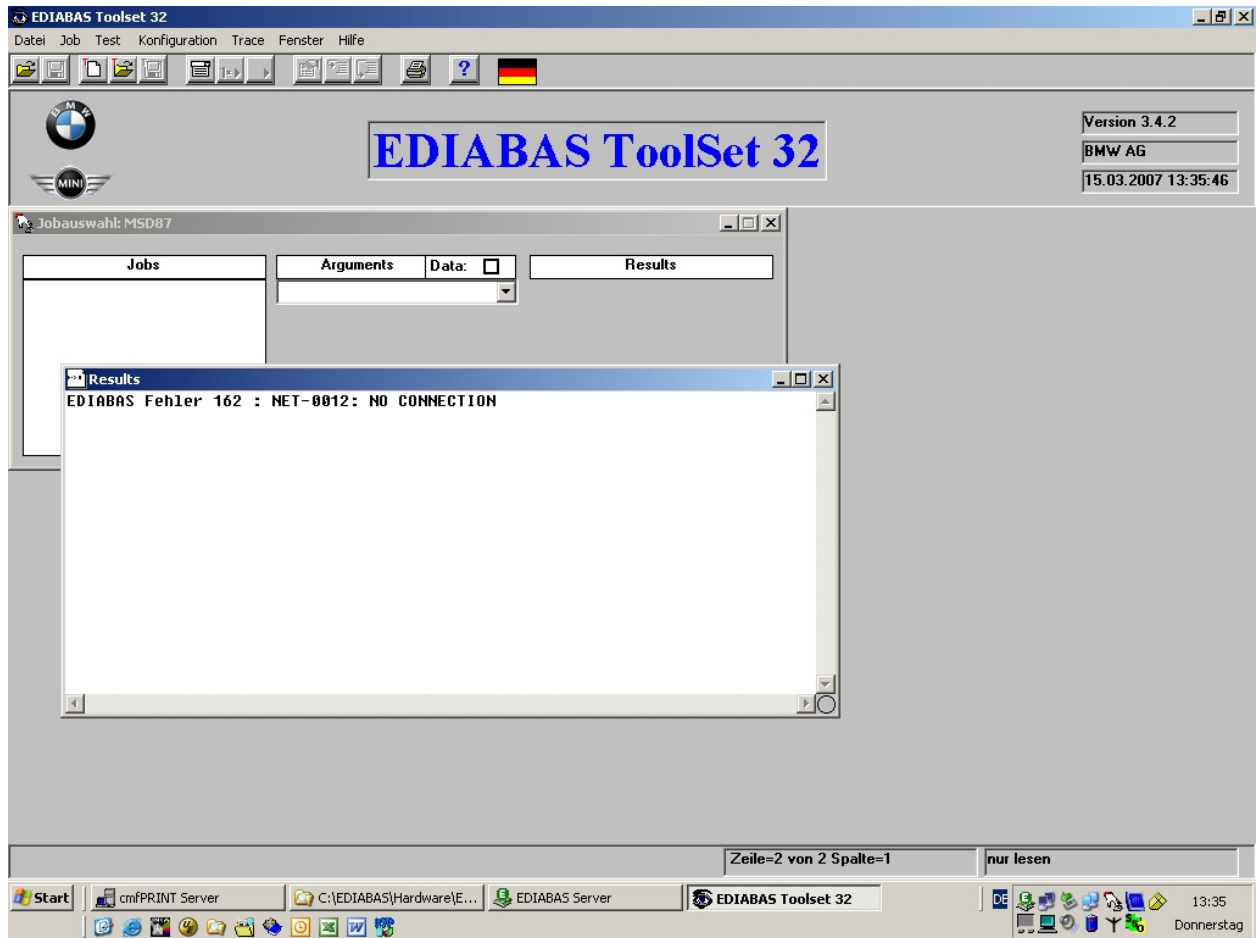 EDIABAS Toolset 32
Datei Job Test Konfiguration Trace Fenster Hilfe
BMW
MINI
EDIABAS ToolSet 32
Version 3.4.2
BMW AG
15.03.2007 13:35:46
Jobauswahl: MSD87
Jobs
Arguments
Data:
Results
Results
EDIABAS Fehler 162 : NET-0012: NO CONNECTION
Zeile=2 von 2 Spalte=1
nur lesen
Start
cmfPRINT Server
C:\EDIABAS\Hardware\E...
EDIABAS Server
EDIABAS Toolset 32
DE
13:35
Donnerstag